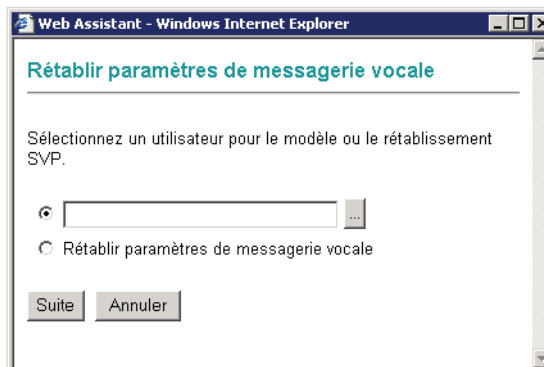 Web Assistant - Windows Internet Explorer
Rétablir paramètres de messagerie vocale
Sélectionnez un utilisateur pour le modèle ou le rétablissement
SVP.
...
Rétablir paramètres de messagerie vocale
Suite Annuler